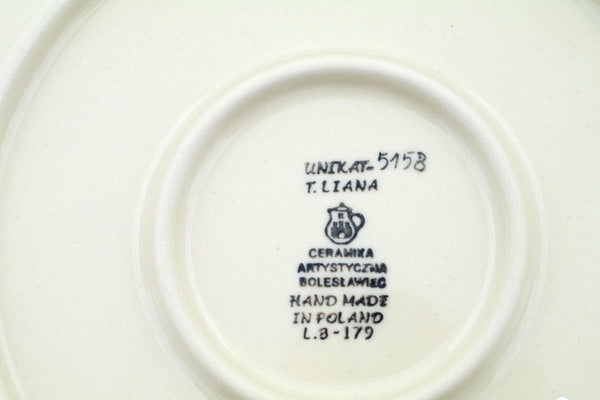 UNIKAT-5158
T. LIANA
CERAMIKA
ARTYSTYCZNA
BOLESŁAWIEC
HAND MADE
IN POLAND
L.B-179